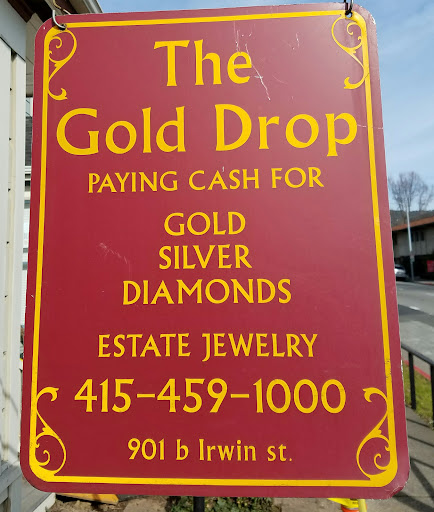 The
Gold Drop
PAYING CASH FOR
GOLD
SILVER
DIAMONDS
ESTATE JEWELRY
415-459-1000
901 b Irwin st.